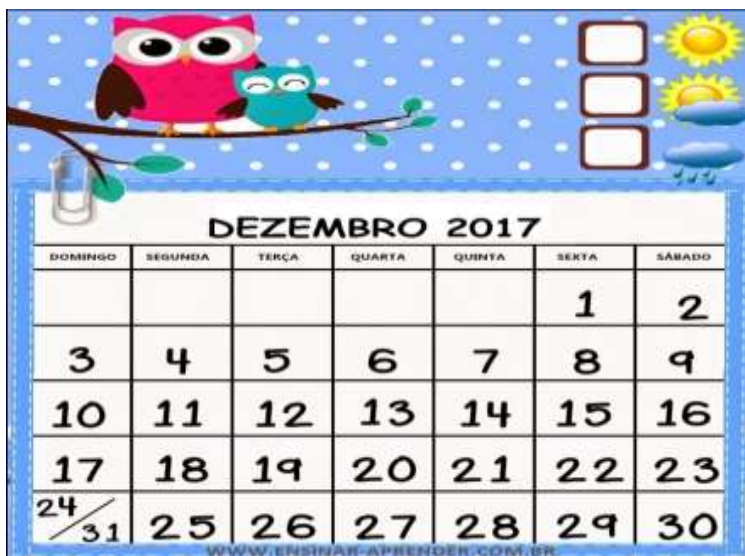 DEZEMBRO 2017
DOMINGO SEGUNDA TERÇA QUARTA QUINTA SEXTA SÁBADO
1 2
3 4 5 6 7 8 9
10 11 12 13 14 15 16
17 18 19 20 21 22 23
24/31 25 26 27 28 29 30
WWW.ENSINAR-APRENDER.COM.BR